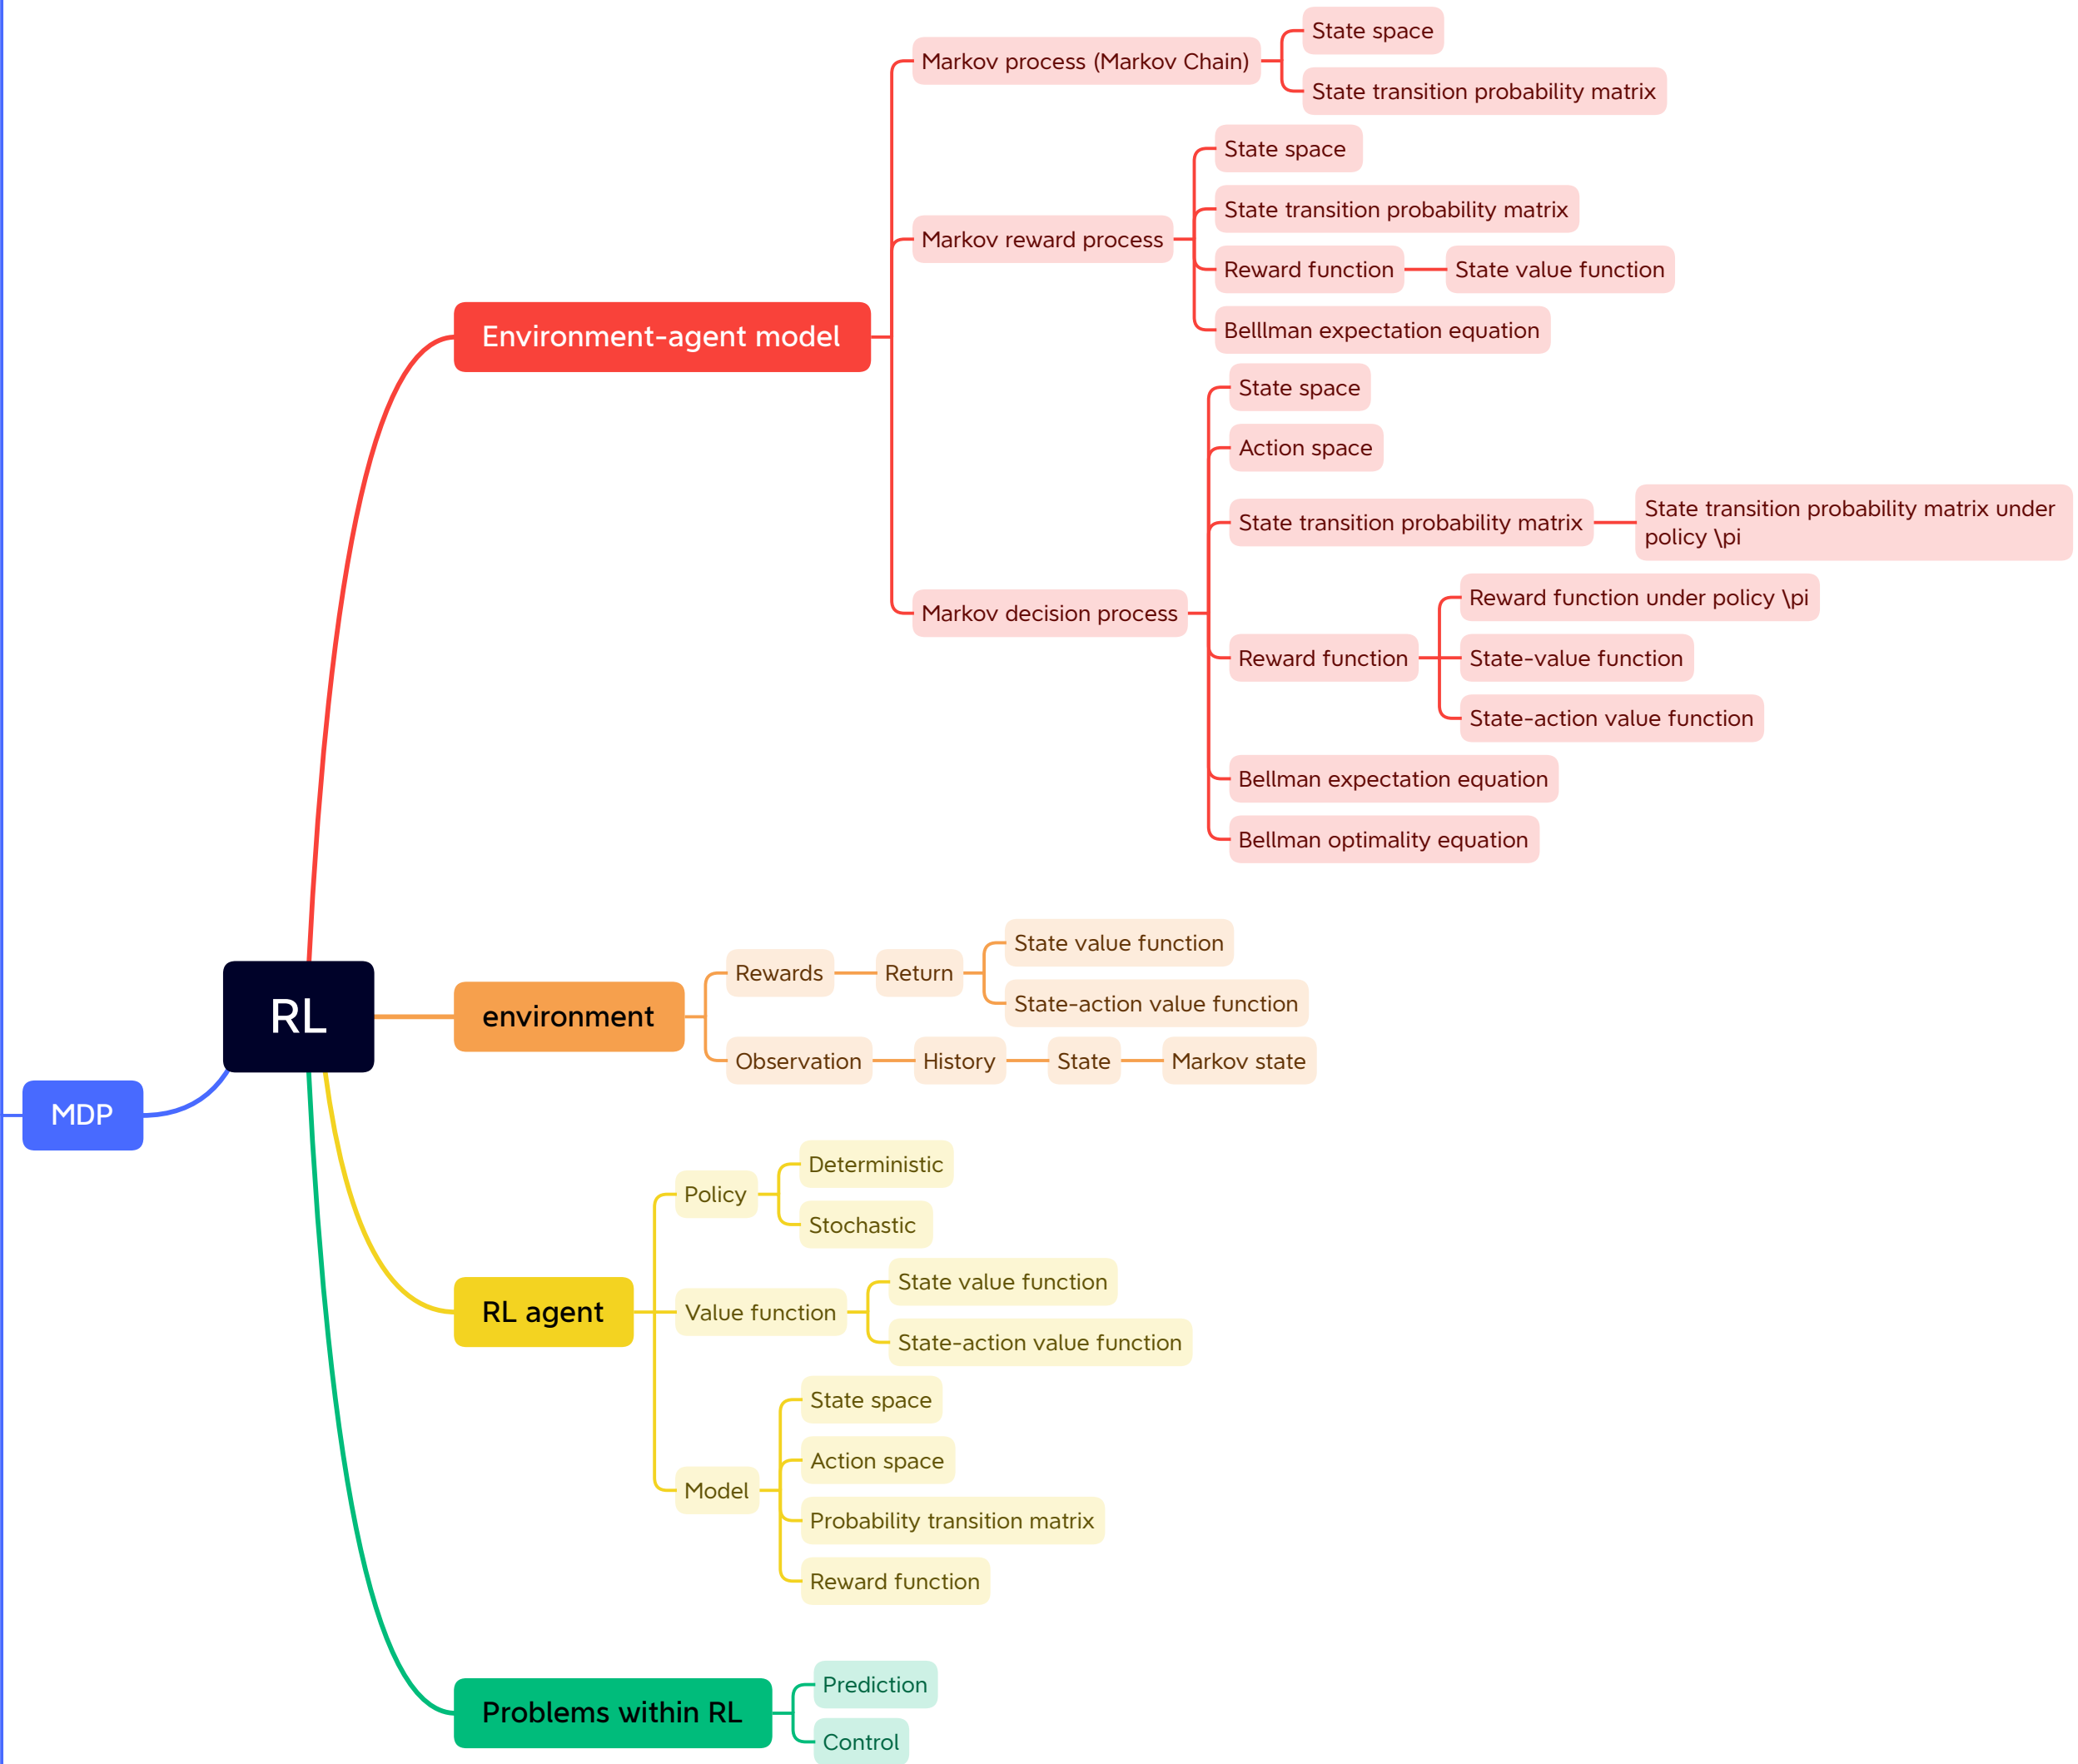 State space
Markov process (Markov Chain)
State transition probability matrix
State space
State transition probability matrix
Markov reward process
Reward function
State value function
Belllman expectation equation
Environment-agent model
State space
Action space
State transition probability matrix
State transition probability matrix under
policy \pi
Markov decision process
Reward function under policy \pi
Reward function
State-value function
State-action value function
Bellman expectation equation
Bellman optimality equation
RL
environment
Rewards
Return
State value function
State-action value function
Observation
History
State
Markov state
MDP
RL agent
Policy
Deterministic
Stochastic
Value function
State value function
State-action value function
Model
State space
Action space
Probability transition matrix
Reward function
Problems within RL
Prediction
Control